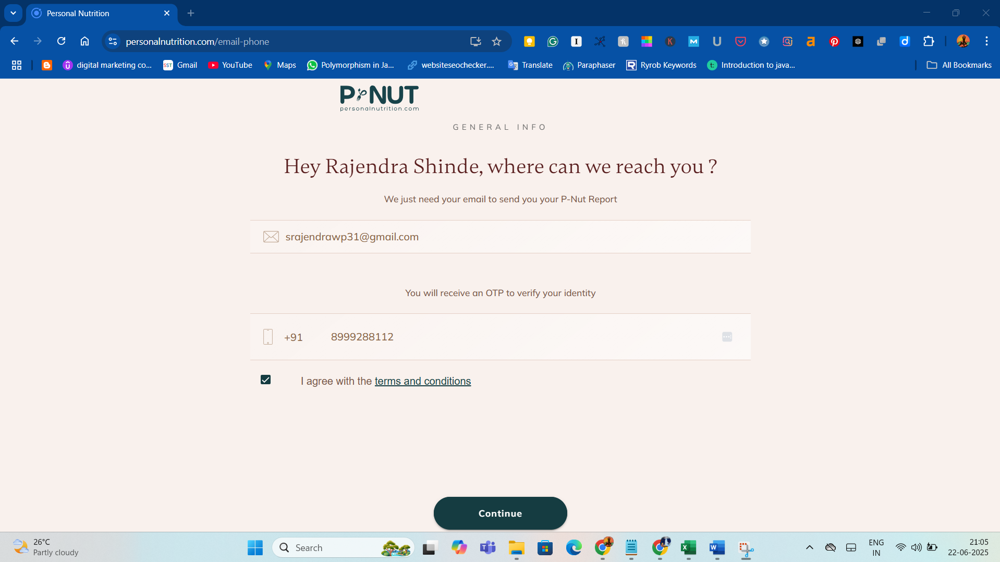 Personal Nutrition
personalnutrition.com/email-phone
digital marketing co...
SST Gmail
YouTube
Maps
Polymorphism in Ja...
websiteseochecker....
Translate
Paraphaser
Ryrob Keywords
Introduction to java...
All Bookmarks
P NUT
personalnutrition.com
GENERAL INFO
Hey Rajendra Shinde, where can we reach you ?
We just need your email to send you your P-Nut Report
srajendrawp31@gmail.com
You will receive an OTP to verify your identity
+91 8999288112
I agree with the terms and conditions
Continue
26°C
Partly cloudy
Search
ENG
IN
21:05
22-06-2025